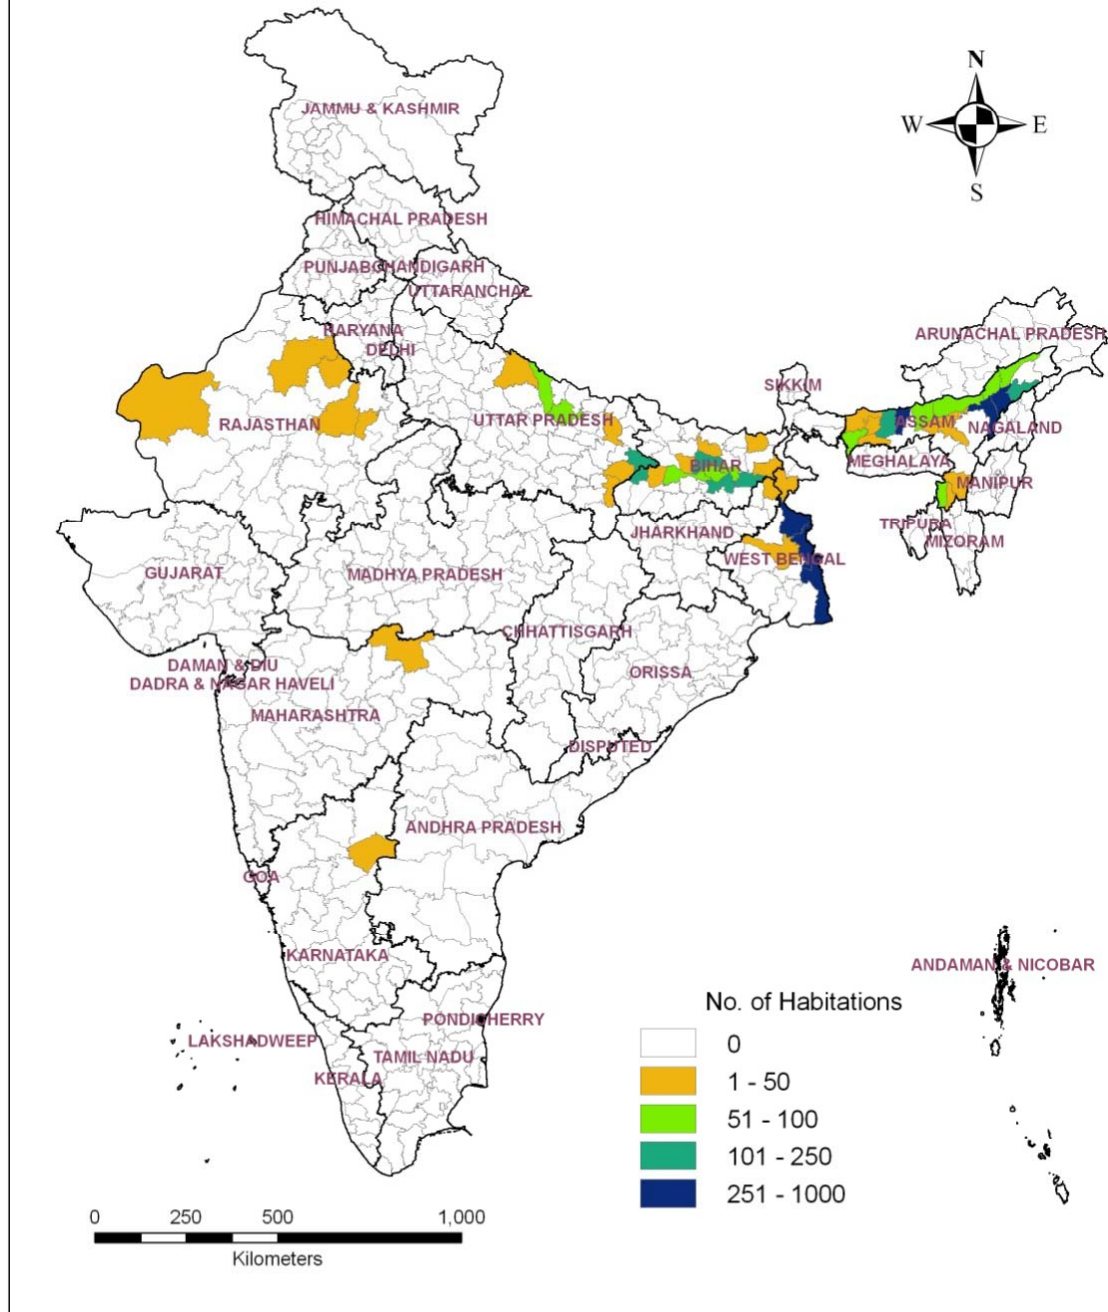 N
W E
S
JAMMU & KASHMIR
HIMACHAL PRADESH
PUNJAB
CHANDIGARH
UTTARANCHAL
HARYANA
DELHI
ARUNACHAL PRADESH
SIKKIM
RAJASTHAN
UTTAR PRADESH
ASSAM
NAGALAND
BIHAR
MEGHALAYA
MANIPUR
TRIPURA
MIZORAM
JHARKHAND
WEST BENGAL
GUJARAT
MADHYA PRADESH
CHHATTISGARH
DAMAN & DIU
DADRA & NAGAR HAVELI
ORISSA
MAHARASHTRA
DISPUTED
ANDHRA PRADESH
GOA
KARNATAKA
ANDAMAN & NICOBAR
PONDICHERRY
LAKSHADWEEP
TAMIL NADU
KERALA
No. of Habitations
0
1 - 50
51 - 100
101 - 250
251 - 1000
0 250 500 1,000
Kilometers